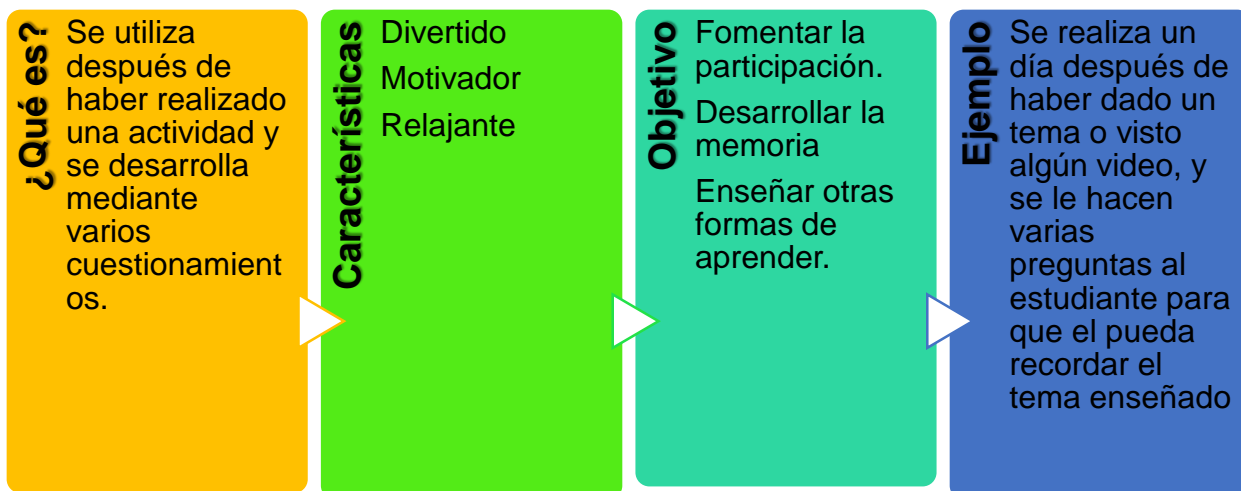 ¿Qué es?
Se utiliza
después de
haber realizado
una actividad y
se desarrolla
mediante
varios
cuestionamient
os.
Características
Divertido
Motivador
Relajante
Objetivo
Fomentar la
participación.
Desarrollar la
memoria
Enseñar otras
formas de
aprender.
Ejemplo
Se realiza un
día después de
haber dado un
tema o visto
algún video, y
se le hacen
varias
preguntas al
estudiante para
que el pueda
recordar el
tema enseñado